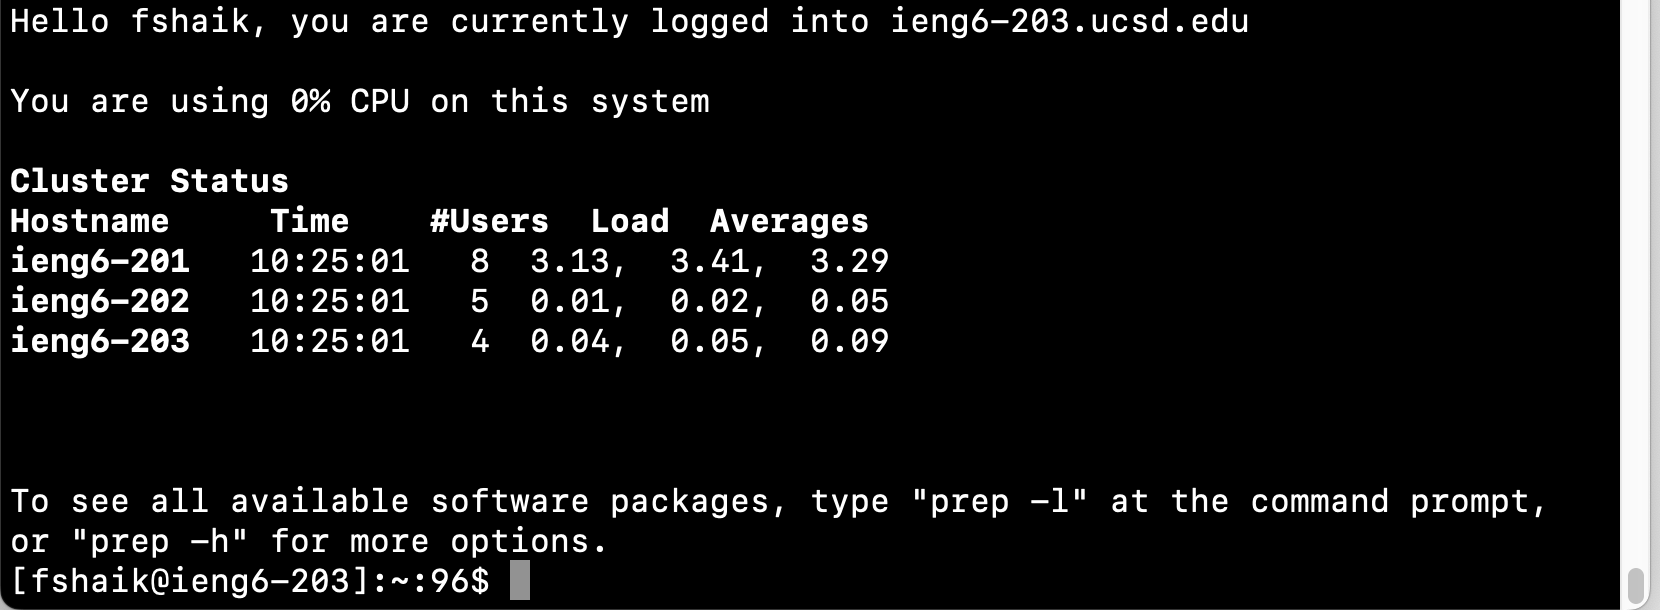 Hello fshaik, you are currently logged into ieng6-203.ucsd.edu
You are using 0% CPU on this system
Cluster Status
Hostname     Time    #Users  Load  Averages
ieng6-201   10:25:01   8  3.13,  3.41,  3.29
ieng6-202   10:25:01   5  0.01,  0.02,  0.05
ieng6-203   10:25:01   4  0.04,  0.05,  0.09
To see all available software packages, type "prep -l" at the command prompt,
or "prep -h" for more options.
[fshaik@ieng6-203]:~:96$